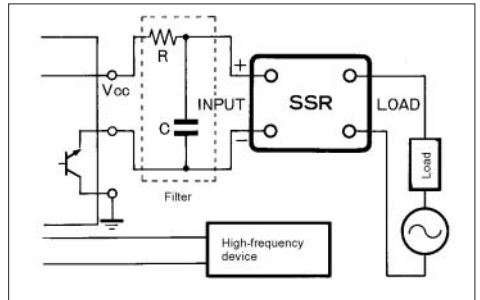 R
Vcc
+
INPUT
SSR
LOAD
C
−
Load
Filter
High-frequency
device